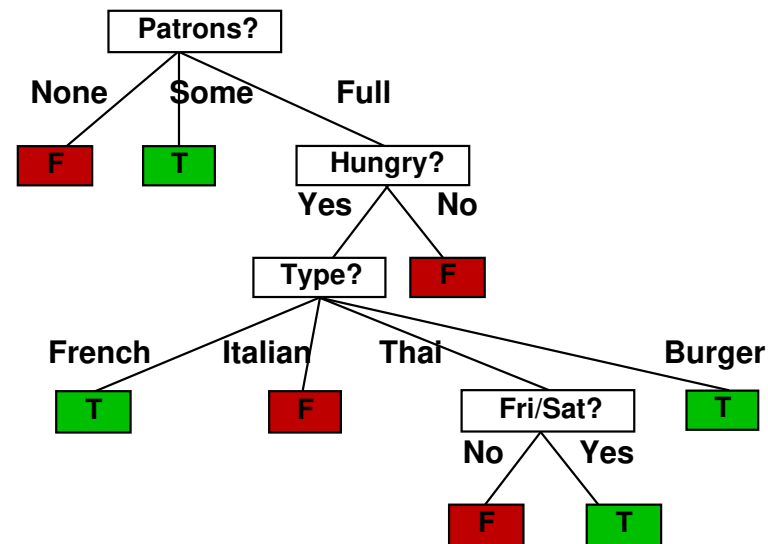 Patrons?
None Some Full
F T Hungry?
Yes No
Type? F
French Italian Thai Burger
T F Fri/Sat? T
No Yes
F T